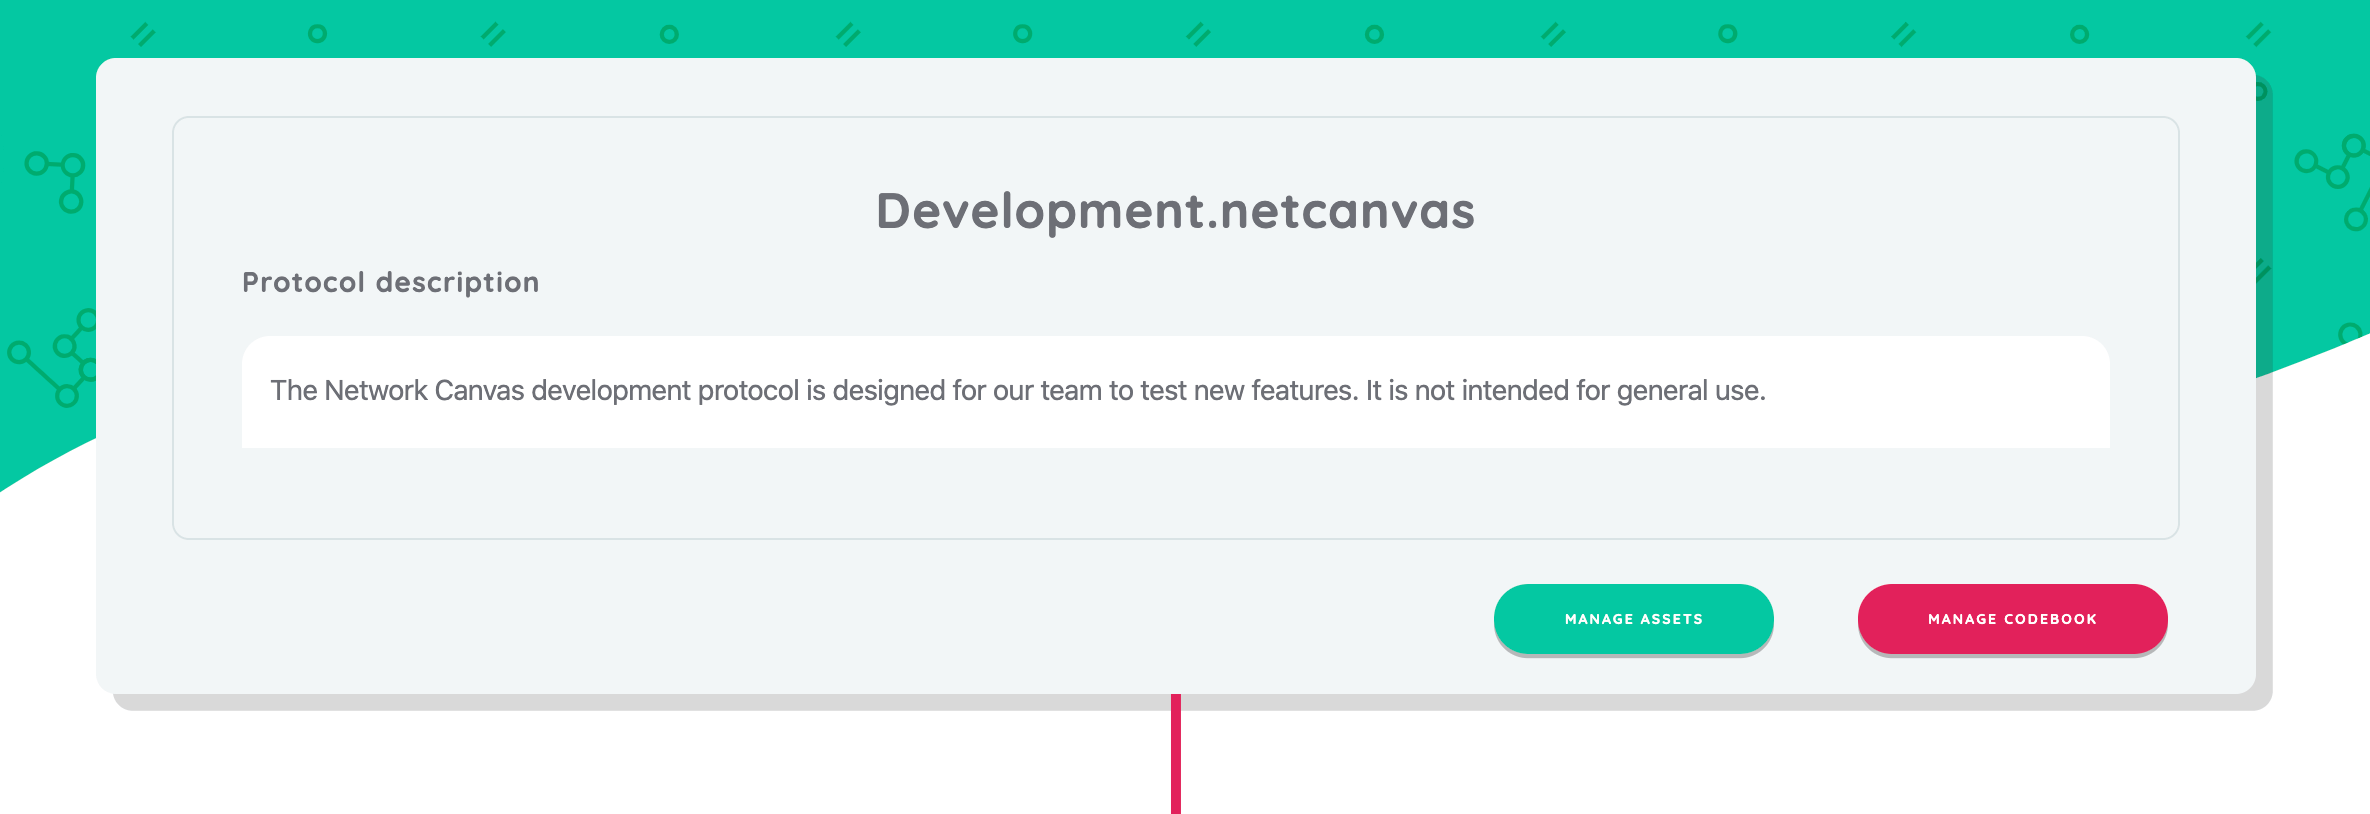 Development.netcanvas
Protocol description
The Network Canvas development protocol is designed for our team to test new features. It is not intended for general use.
MANAGE ASSETS
MANAGE CODEBOOK